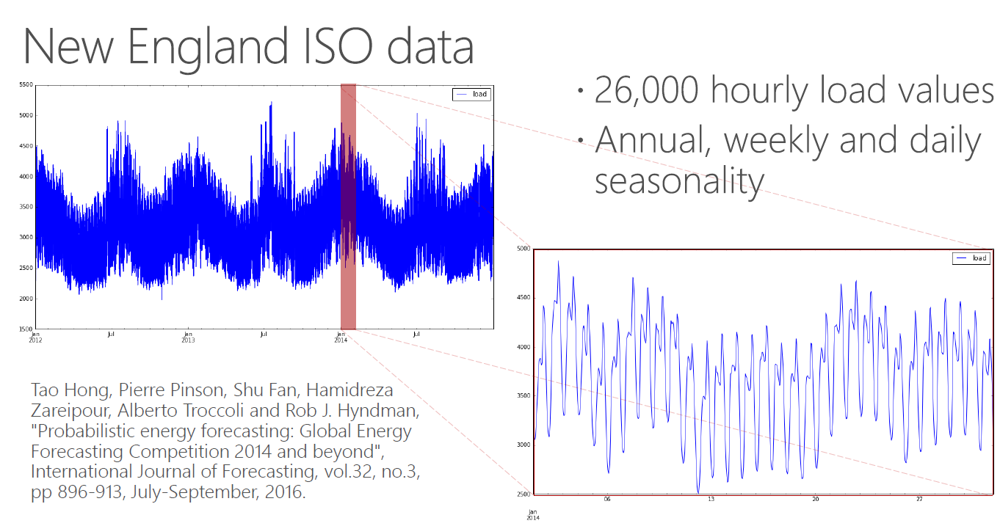 New England ISO data
5500
5000
4500
4000
3500
3000
2500
2000
1500
load
Jan
2012
Jul
Jan
2013
Jul
Jan
2014
Jul
• 26,000 hourly load values
• Annual, weekly and daily
seasonality
5000
4500
4000
3500
3000
2500
load
Jan
2014
06
13
20
27
Tao Hong, Pierre Pinson, Shu Fan, Hamidreza
Zareipour, Alberto Troccoli and Rob J. Hyndman,
"Probabilistic energy forecasting: Global Energy
Forecasting Competition 2014 and beyond",
International Journal of Forecasting, vol.32, no.3,
pp 896-913, July-September, 2016.